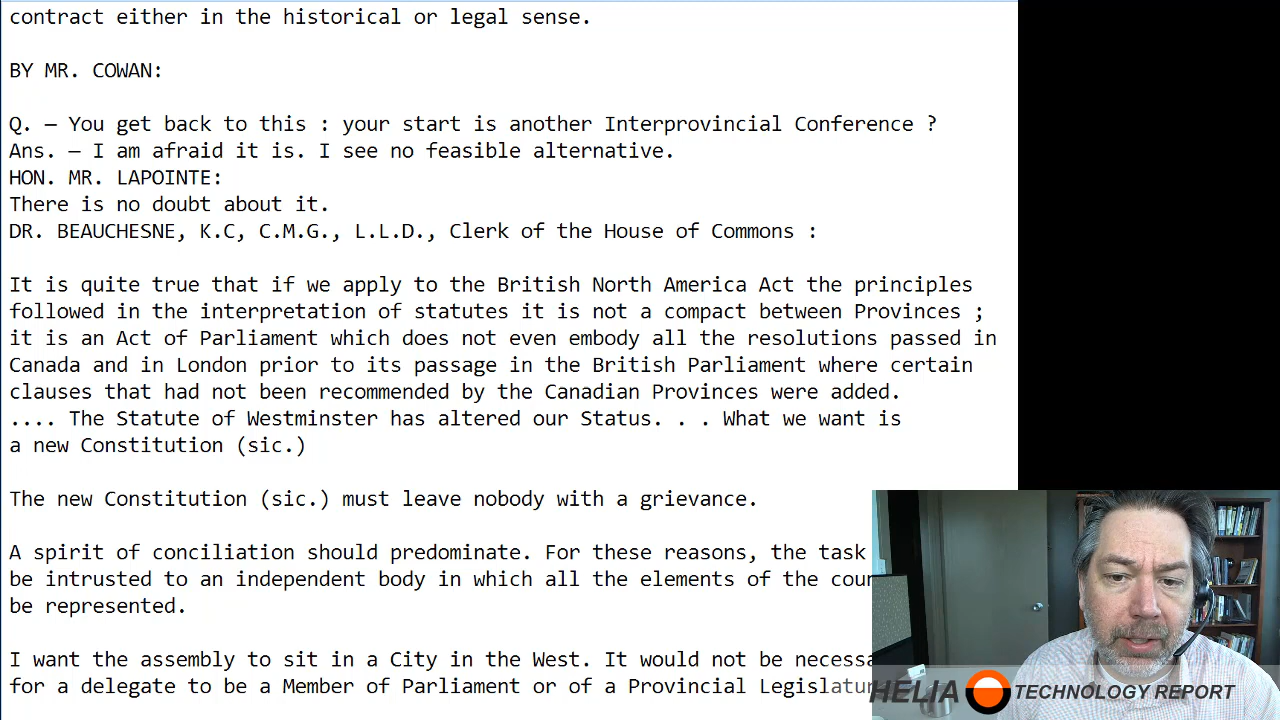 contract either in the historical or legal sense.
BY MR. COWAN:
Q. — You get back to this : your start is another Interprovincial Conference ?
Ans. — I am afraid it is. I see no feasible alternative.
HON. MR. LAPOINTE:
There is no doubt about it.
DR. BEAUCHESNE, K.C, C.M.G., L.L.D., Clerk of the House of Commons :
It is quite true that if we apply to the British North America Act the principles
followed in the interpretation of statutes it is not a compact between Provinces ;
it is an Act of Parliament which does not even embody all the resolutions passed in
Canada and in London prior to its passage in the British Parliament where certain
clauses that had not been recommended by the Canadian Provinces were added.
.... The Statute of Westminster has altered our Status. . . What we want is
a new Constitution (sic.)
The new Constitution (sic.) must leave nobody with a grievance.
A spirit of conciliation should predominate. For these reasons, the task
be intrusted to an independent body in which all the elements of the
be represented.
I want the assembly to sit in a City in the West. It would not be
for a delegate to be a Member of Parliament or of a Provincial
HELIA TECHNOLOGY REPORT